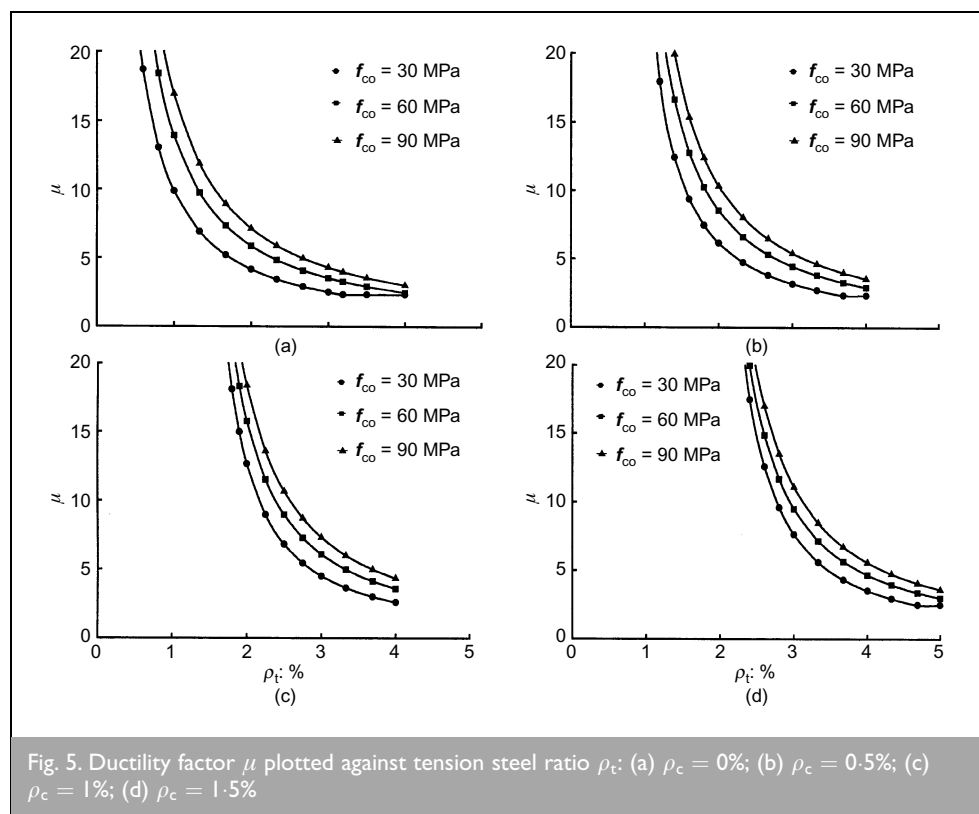 20
15
10
5
0
μ
f_co = 30 MPa
f_co = 60 MPa
f_co = 90 MPa
(a)
20
15
10
5
0
μ
f_co = 30 MPa
f_co = 60 MPa
f_co = 90 MPa
(b)
20
15
10
5
0
μ
f_co = 30 MPa
f_co = 60 MPa
f_co = 90 MPa
0 1 2 3 4 5
ρ_t: %
(c)
20
15
10
5
0
μ
f_co = 30 MPa
f_co = 60 MPa
f_co = 90 MPa
0 1 2 3 4 5
ρ_t: %
(d)
Fig. 5. Ductility factor μ plotted against tension steel ratio ρ_t: (a) ρ_c = 0%; (b) ρ_c = 0·5%; (c)
ρ_c = 1%; (d) ρ_c = 1·5%